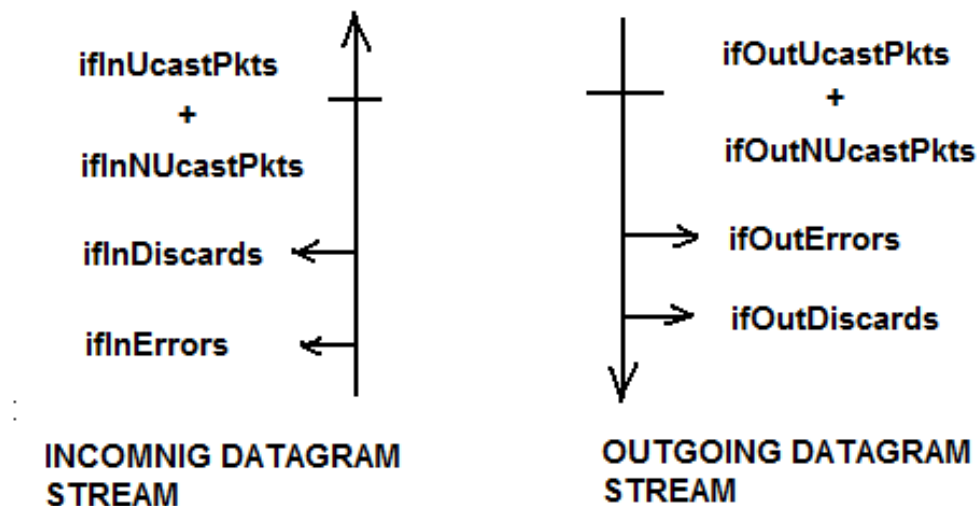 ifInUcastPkts
+
ifInNUcastPkts
ifInDiscards
ifInErrors
:
INCOMNIG DATAGRAM
STREAM
ifOutUcastPkts
+
ifOutNUcastPkts
ifOutErrors
ifOutDiscards
OUTGOING DATAGRAM
STREAM